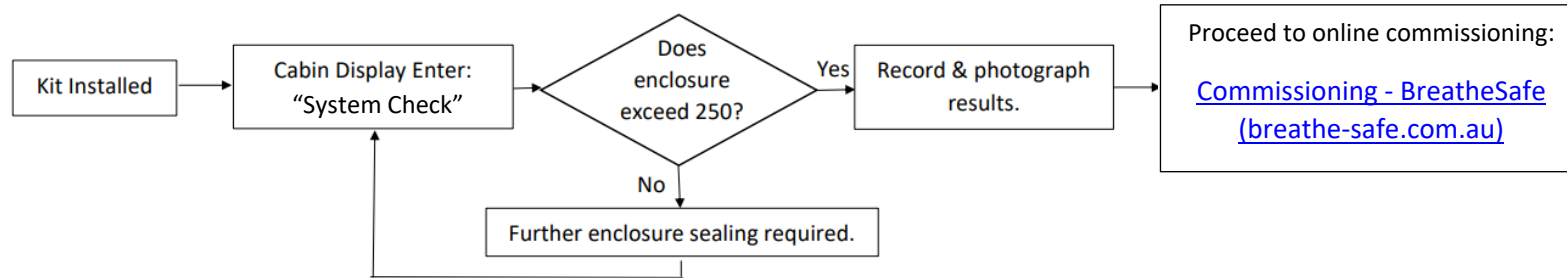 Kit Installed
Cabin Display Enter:
“System Check”
Does
enclosure
exceed 250?
Yes
Record & photograph
results.
Proceed to online commissioning:
Commissioning - BreatheSafe
(breathe-safe.com.au)
No
Further enclosure sealing required.